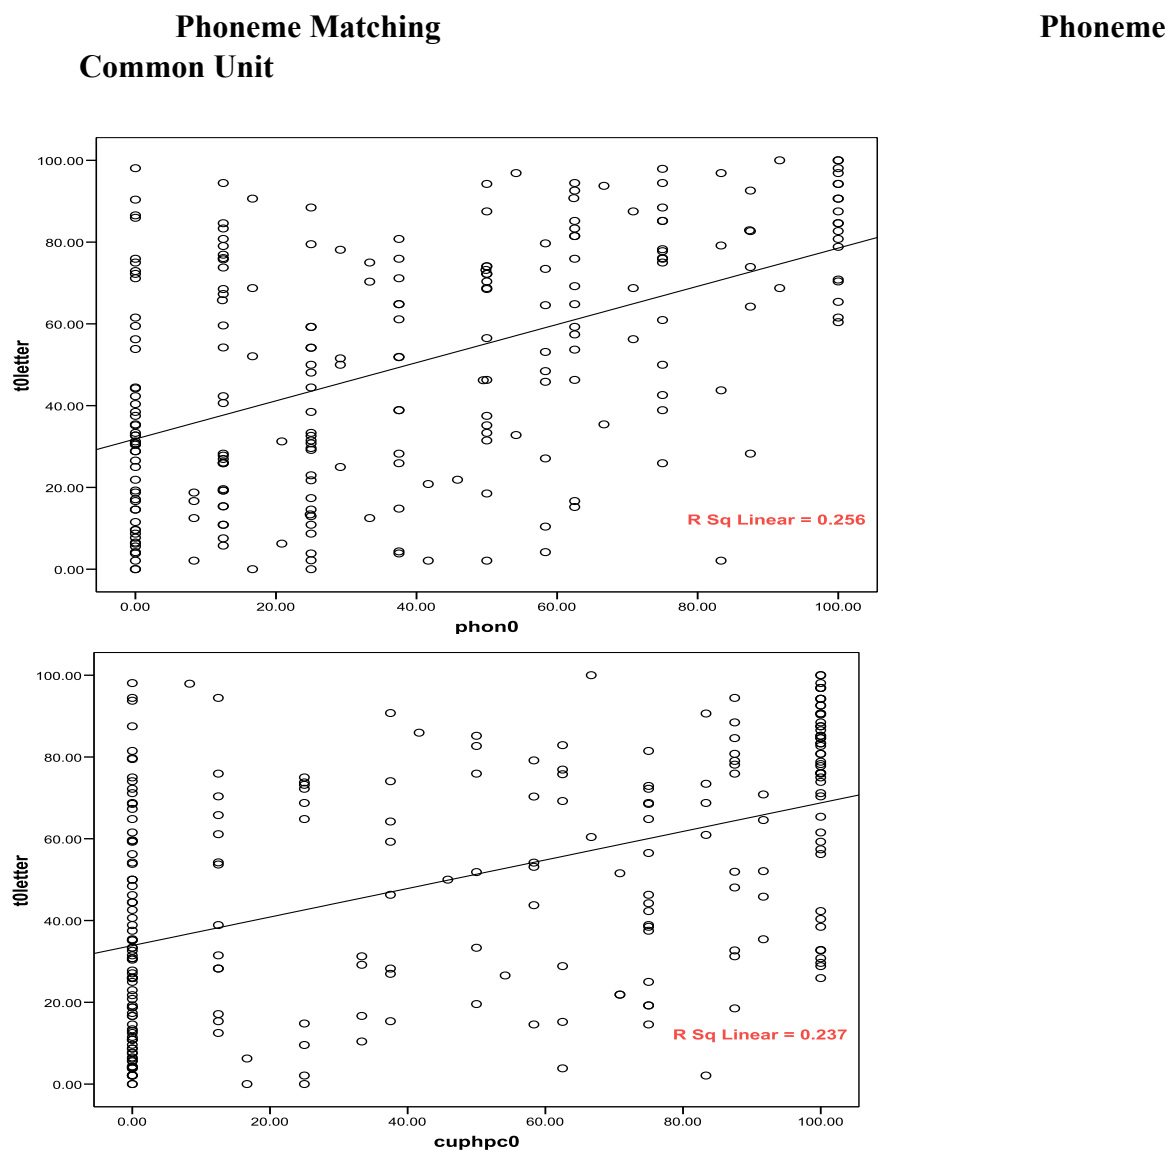 Phoneme Matching Phoneme
Common Unit
100.00
80.00
60.00
40.00
20.00
0.00
t0letter
R Sq Linear = 0.256
0.00 20.00 40.00 60.00 80.00 100.00
phon0
100.00
80.00
60.00
40.00
20.00
0.00
t0letter
R Sq Linear = 0.237
0.00 20.00 40.00 60.00 80.00 100.00
cuphpc0